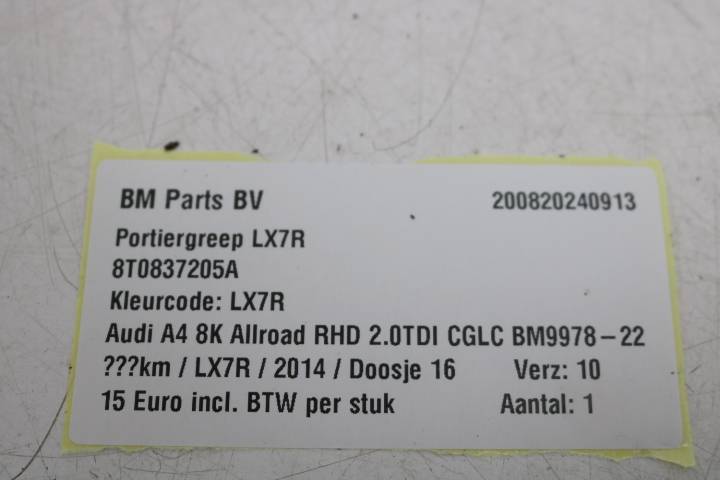 BM Parts BV 200820240913
Portiergreep LX7R
8T0837205A
Kleurcode: LX7R
Audi A4 8K Allroad RHD 2.0TDI CGLC BM9978-22
???km / LX7R / 2014 / Doosje 16 Verz: 10
15 Euro incl. BTW per stuk Aantal: 1